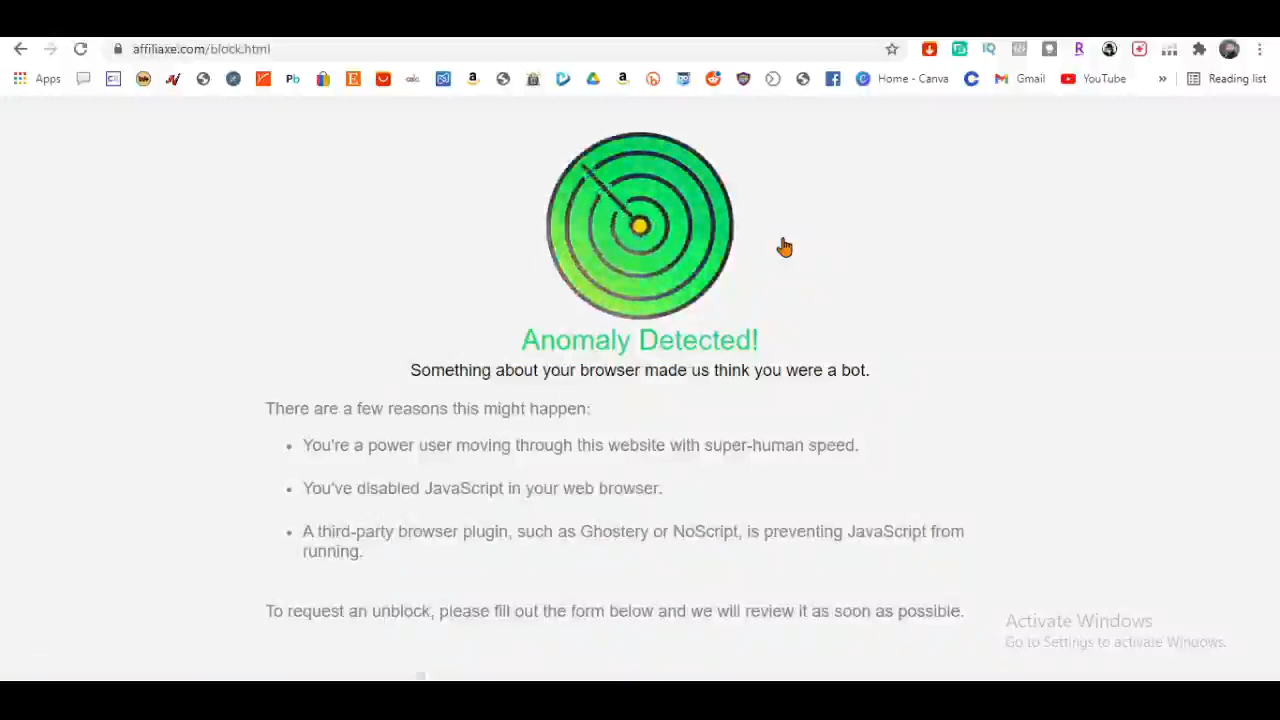 affiliaxe.com/block.html
Apps
Pb
Home - Canva
Gmail
YouTube
»
Reading list
Anomaly Detected!
Something about your browser made us think you were a bot.
There are a few reasons this might happen:
• You're a power user moving through this website with super-human speed.
• You've disabled JavaScript in your web browser.
• A third-party browser plugin, such as Ghostery or NoScript, is preventing JavaScript from
running.
To request an unblock, please fill out the form below and we will review it as soon as possible.
Activate Windows
Go to Settings to activate Windows.